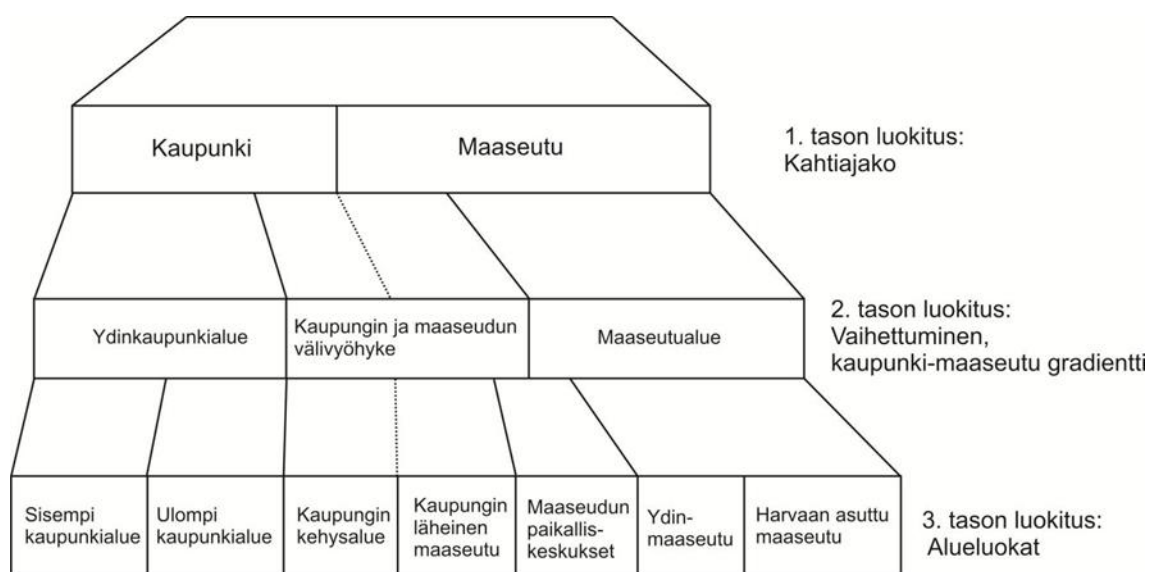 Kaupunki
Maaseutu
1. tason luokitus:
Kahtiajako
Ydinkaupunkialue
Kaupungin ja maaseudun
välivyöhyke
Maaseutualue
2. tason luokitus:
Vaihettuminen,
kaupunki-maaseutu gradientti
Sisempi
kaupunkialue
Ulompi
kaupunkialue
Kaupungin
kehysalue
Kaupungin
läheinen
maaseutu
Maaseudun
paikallis-
keskukset
Ydin-
maaseutu
Harvaan asuttu
maaseutu
3. tason luokitus:
Alueluokat